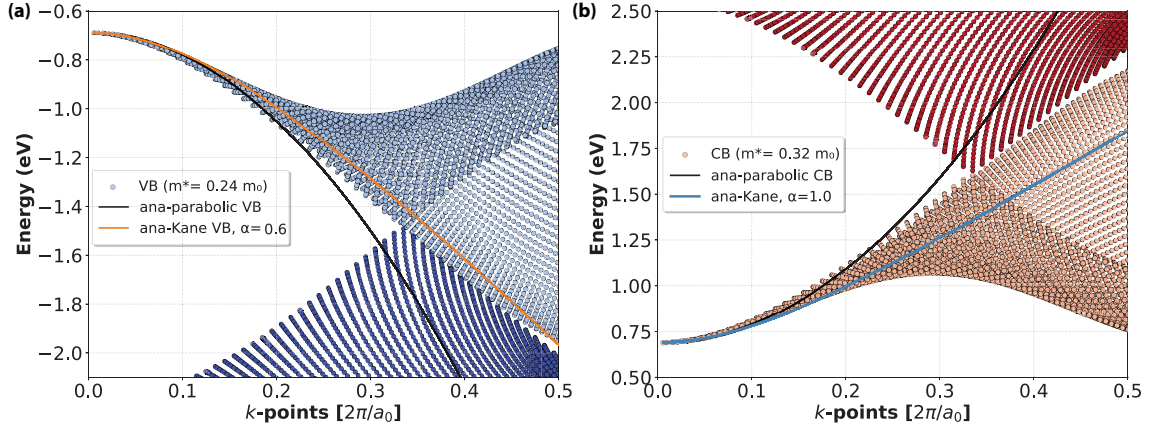 (a)
−0.6
−0.8
−1.0
−1.2
−1.4
−1.6
−1.8
−2.0
Energy (eV)
VB (m*= 0.24 m₀)
ana-parabolic VB
ana-Kane VB, α= 0.6
0.0 0.1 0.2 0.3 0.4 0.5
k-points [2π/a₀]
(b)
2.50
2.25
2.00
1.75
1.50
1.25
1.00
0.75
0.50
Energy (eV)
CB (m*= 0.32 m₀)
ana-parabolic CB
ana-Kane, α=1.0
0.0 0.1 0.2 0.3 0.4 0.5
k-points [2π/a₀]